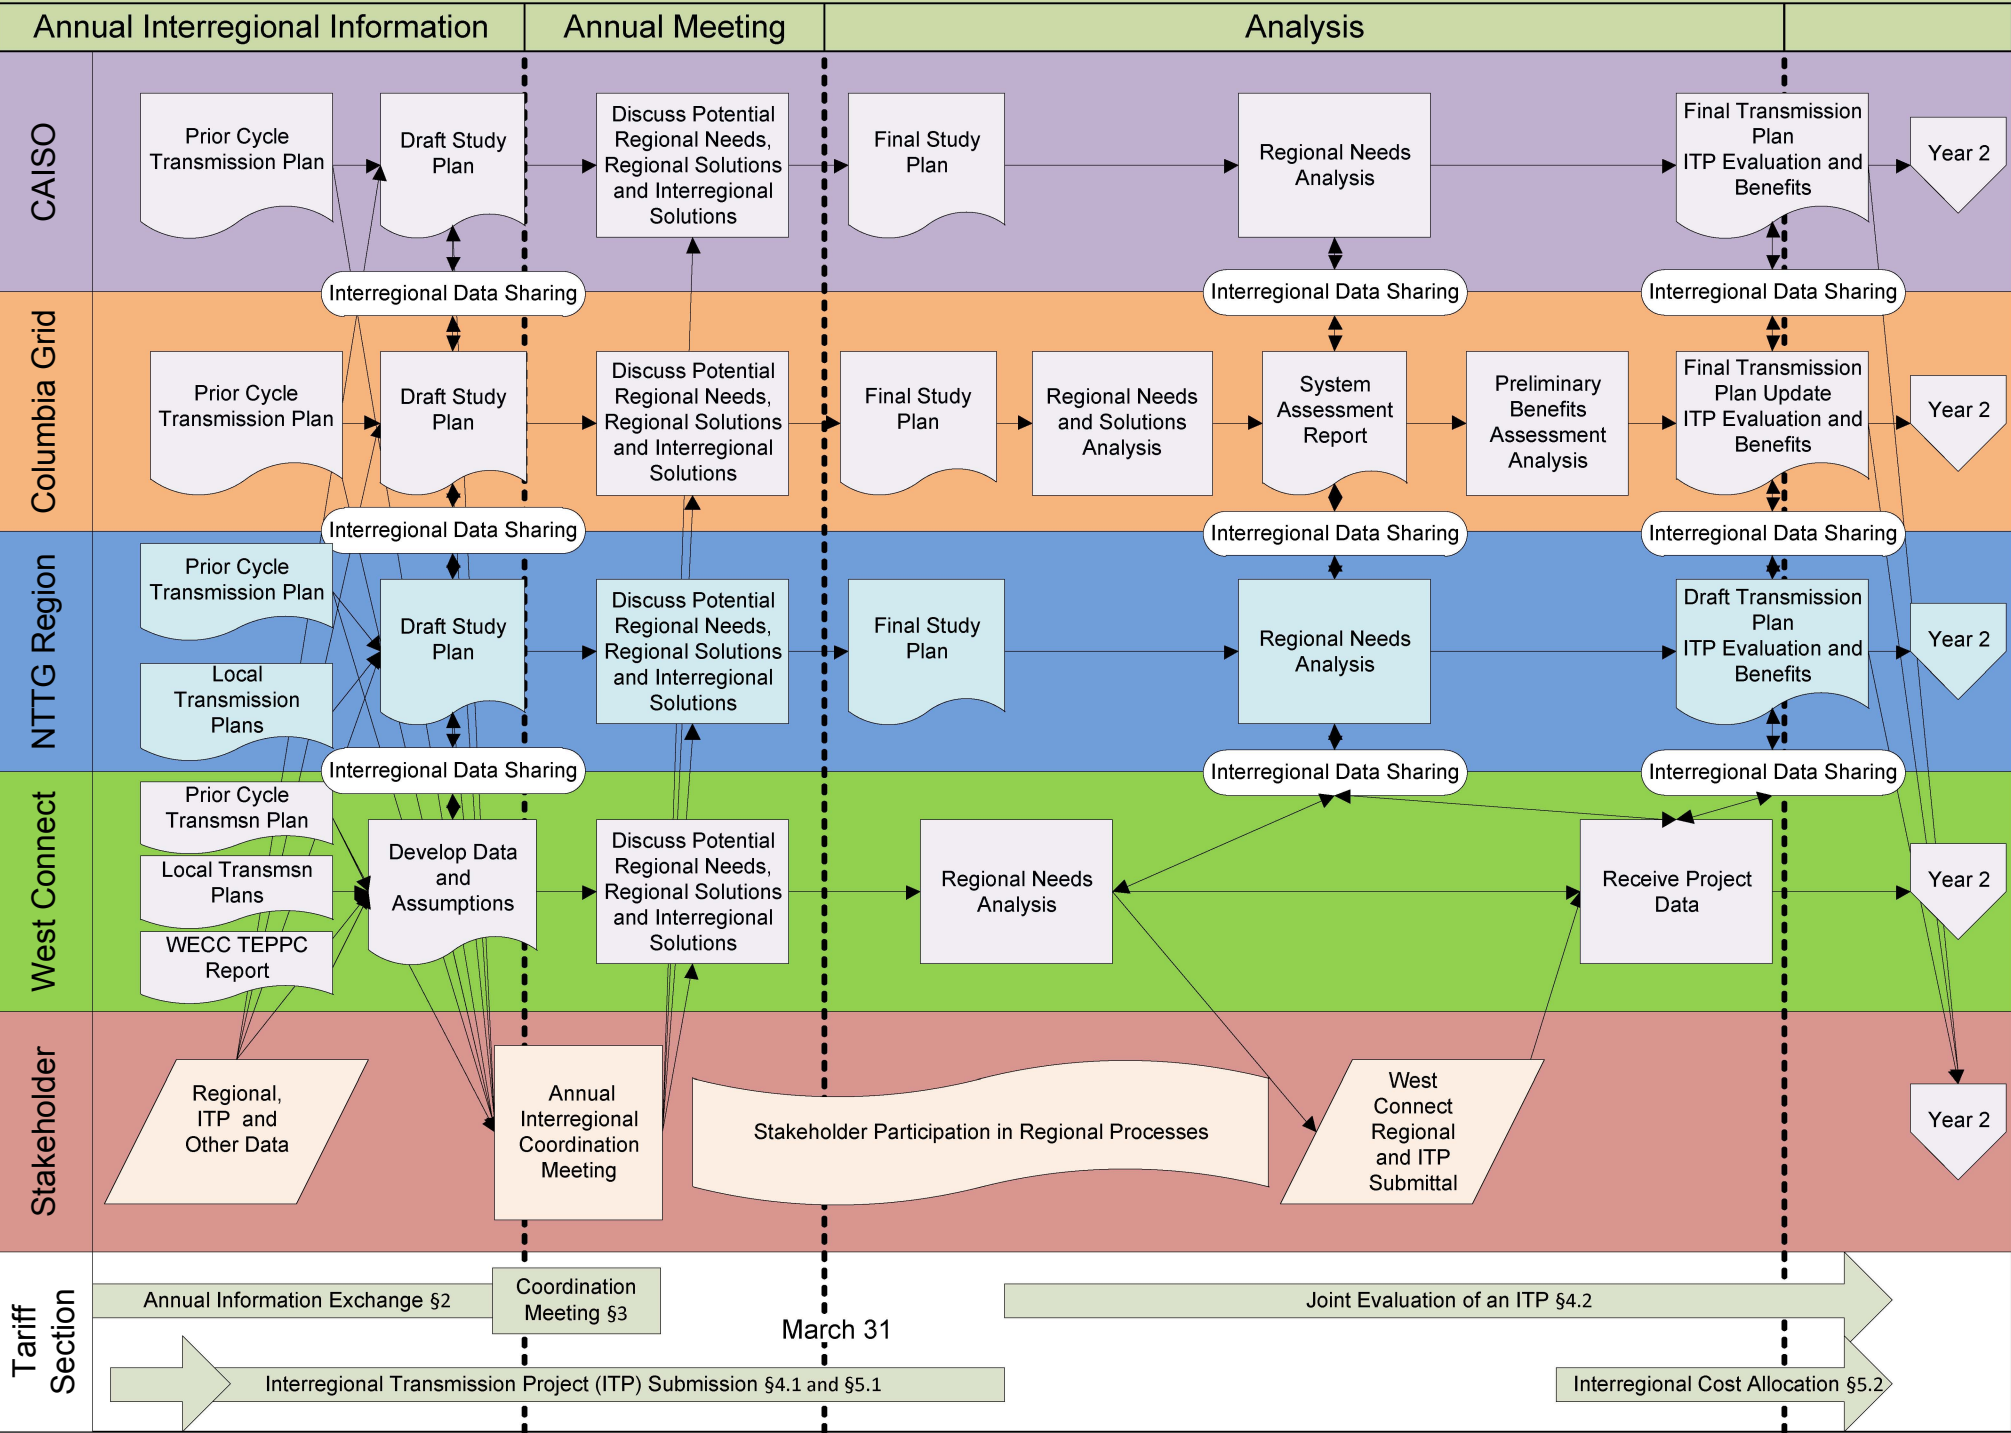 Annual Interregional Information
Annual Meeting
Analysis
CAISO
Prior Cycle
Transmission Plan
Draft Study
Plan
Discuss Potential
Regional Needs,
Regional Solutions
and Interregional
Solutions
Final Study
Plan
Regional Needs
Analysis
Final Transmission
Plan
ITP Evaluation and
Benefits
Year 2
Interregional Data Sharing
Interregional Data Sharing
Interregional Data Sharing
Columbia Grid
Prior Cycle
Transmission Plan
Draft Study
Plan
Discuss Potential
Regional Needs,
Regional Solutions
and Interregional
Solutions
Final Study
Plan
Regional Needs
and Solutions
Analysis
System
Assessment
Report
Preliminary
Benefits
Assessment
Analysis
Final Transmission
Plan Update
ITP Evaluation and
Benefits
Year 2
Interregional Data Sharing
Interregional Data Sharing
Interregional Data Sharing
NTTG Region
Prior Cycle
Transmission Plan
Local
Transmission
Plans
Draft Study
Plan
Discuss Potential
Regional Needs,
Regional Solutions
and Interregional
Solutions
Final Study
Plan
Regional Needs
Analysis
Draft Transmission
Plan
ITP Evaluation and
Benefits
Year 2
Interregional Data Sharing
Interregional Data Sharing
Interregional Data Sharing
West Connect
Prior Cycle
Transmsn Plan
Local Transmsn
Plans
WECC TEPPC
Report
Develop Data
and
Assumptions
Discuss Potential
Regional Needs,
Regional Solutions
and Interregional
Solutions
Regional Needs
Analysis
Receive Project
Data
Year 2
Stakeholder
Regional,
ITP and
Other Data
Annual
Interregional
Coordination
Meeting
Stakeholder Participation in Regional Processes
West
Connect
Regional
and ITP
Submittal
Year 2
Tariff
Section
Annual Information Exchange §2
Coordination
Meeting §3
March 31
Joint Evaluation of an ITP §4.2
Interregional Transmission Project (ITP) Submission §4.1 and §5.1
Interregional Cost Allocation §5.2